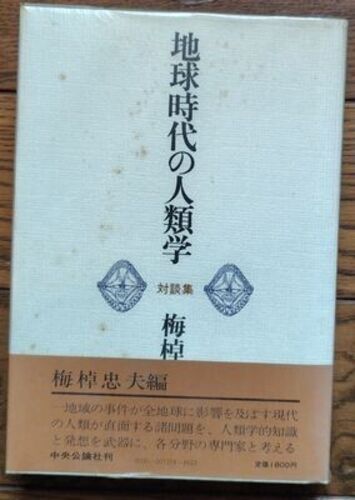 地球時代の人類学
対談集
梅棹
梅棹忠夫編
一地域の事件が全地球に影響を及ぼす現代
の人類が直面する諸問題を、人類学的知識
と発想を武器に、各分野の専門家と考える
中央公論社刊
定価1800円